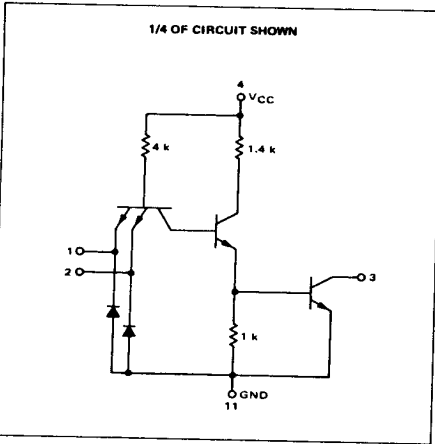 1/4 OF CIRCUIT SHOWN
4
VCC
4 k
1.4 k
1
2
3
1 k
GND
11